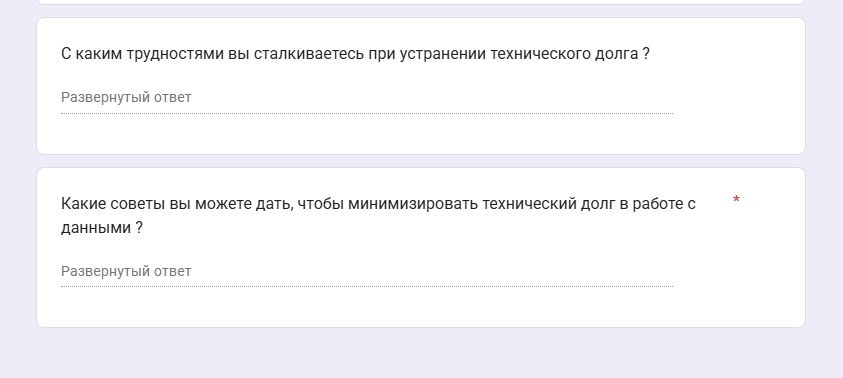 С каким трудностями вы сталкиваетесь при устранении технического долга ?
Развернутый ответ
Какие советы вы можете дать, чтобы минимизировать технический долг в работе с *
данными ?
Развернутый ответ